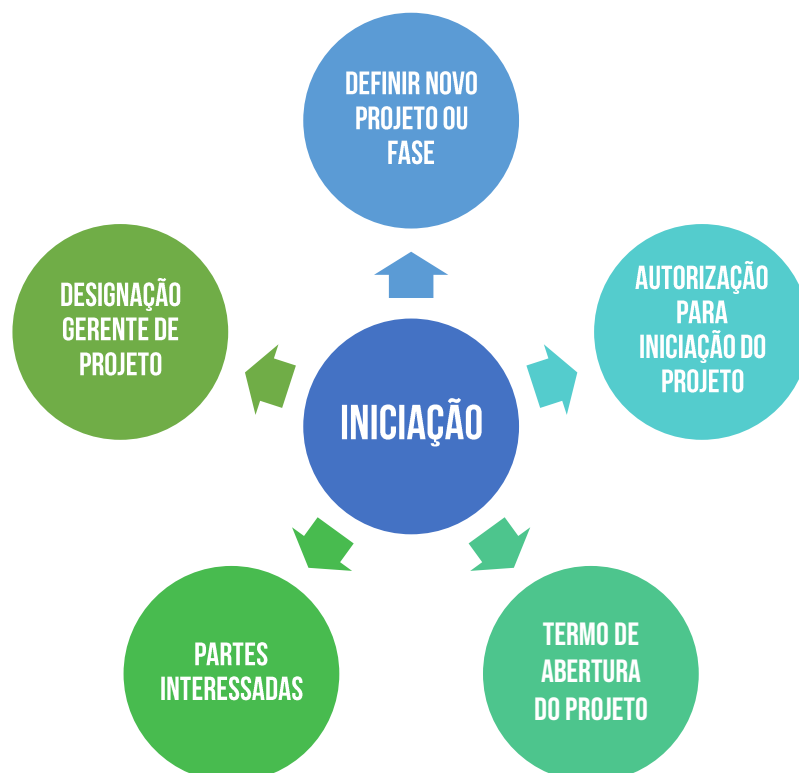 DEFINIR NOVO
PROJETO OU
FASE
AUTORIZAÇÃO
PARA
INICIAÇÃO DO
PROJETO
DESIGNAÇÃO
GERENTE DE
PROJETO
INICIAÇÃO
TERMO DE
ABERTURA
DO PROJETO
PARTES
INTERESSADAS